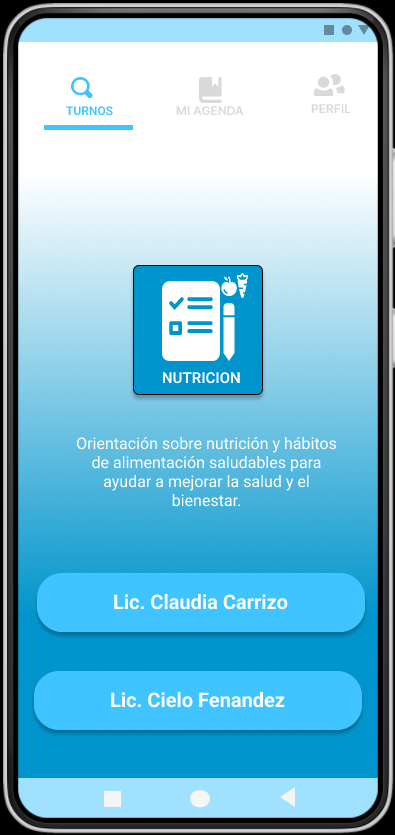 TURNOS
MI AGENDA
PERFIL
NUTRICION
Orientación sobre nutrición y hábitos
de alimentación saludables para
ayudar a mejorar la salud y el
bienestar.
Lic. Claudia Carrizo
Lic. Cielo Fenandez